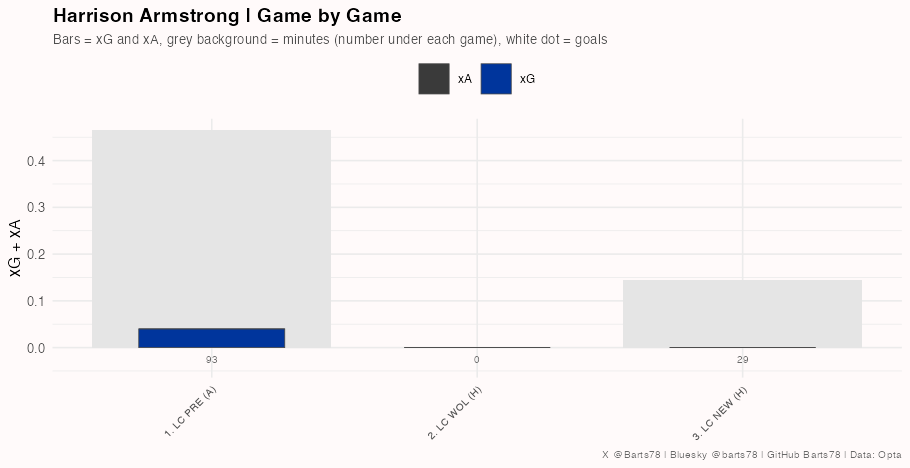 Harrison Armstrong | Game by Game
Bars = xG and xA, grey background = minutes (number under each game), white dot = goals
xA xG
xG + xA
0.4
0.3
0.2
0.1
0.0
93 0 29
1. LC PRE (A) 2. LC WOL (H) 3. LC NEW (H)
X @Barts78 | Bluesky @barts78 | GitHub Barts78 | Data: Opta